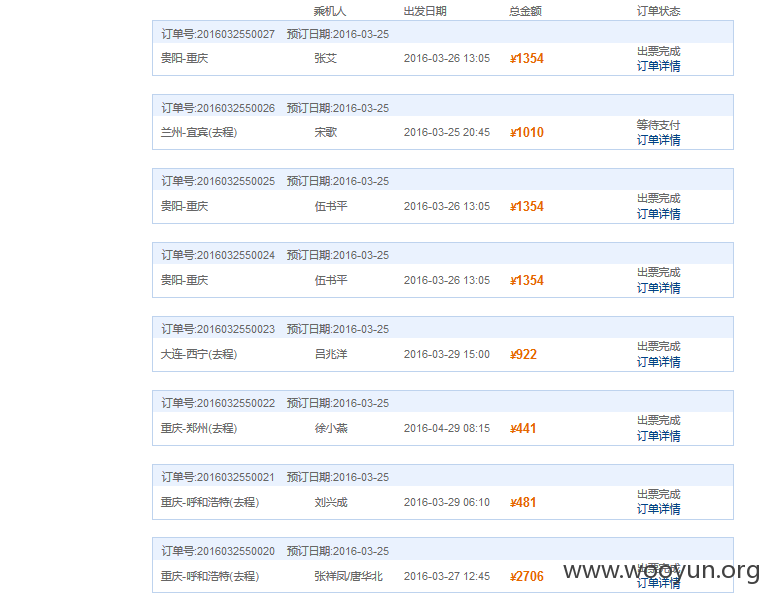 乘机人 出发日期 总金额 订单状态
订单号:2016032550027 预订日期:2016-03-25
贵阳-重庆 张艾 2016-03-26 13:05 ¥1354 出票完成
订单详情
订单号:2016032550026 预订日期:2016-03-25
兰州-宜宾(去程) 宋歌 2016-03-25 20:45 ¥1010 等待支付
订单详情
订单号:2016032550025 预订日期:2016-03-25
贵阳-重庆 伍书平 2016-03-26 13:05 ¥1354 出票完成
订单详情
订单号:2016032550024 预订日期:2016-03-25
贵阳-重庆 伍书平 2016-03-26 13:05 ¥1354 出票完成
订单详情
订单号:2016032550023 预订日期:2016-03-25
大连-西宁(去程) 吕兆洋 2016-03-29 15:00 ¥922 出票完成
订单详情
订单号:2016032550022 预订日期:2016-03-25
重庆-郑州(去程) 徐小燕 2016-04-29 08:15 ¥441 出票完成
订单详情
订单号:2016032550021 预订日期:2016-03-25
重庆-呼和浩特(去程) 刘兴成 2016-03-29 06:10 ¥481 出票完成
订单详情
订单号:2016032550020 预订日期:2016-03-25
重庆-呼和浩特(去程) 张祥凤/唐华北 2016-03-27 12:45 ¥2706 出票完成
订单详情
www.wooyun.org